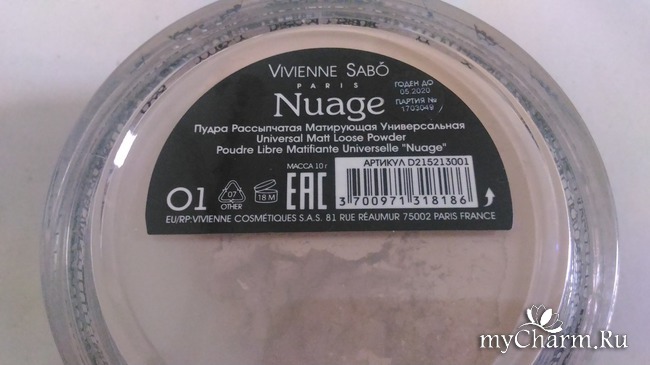 VIVIENNE SABÓ
PARIS
Nuage
ГОДЕН ДО
05.2020
ПАРТИЯ №
1703049
Пудра Рассыпчатая Матирующая Универсальная
Universal Matt Loose Powder
Poudre Libre Matifiante Universelle "Nuage"
МАССА 10 г
АРТИКУЛ D215213001
01
07
OTHER
18 M
EAC
3 700971 318186
EU/RP:VIVIENNE COSMÉTIQUES S.A.S. 81 RUE RÉAUMUR 75002 PARIS FRANCE
myCharm.Ru